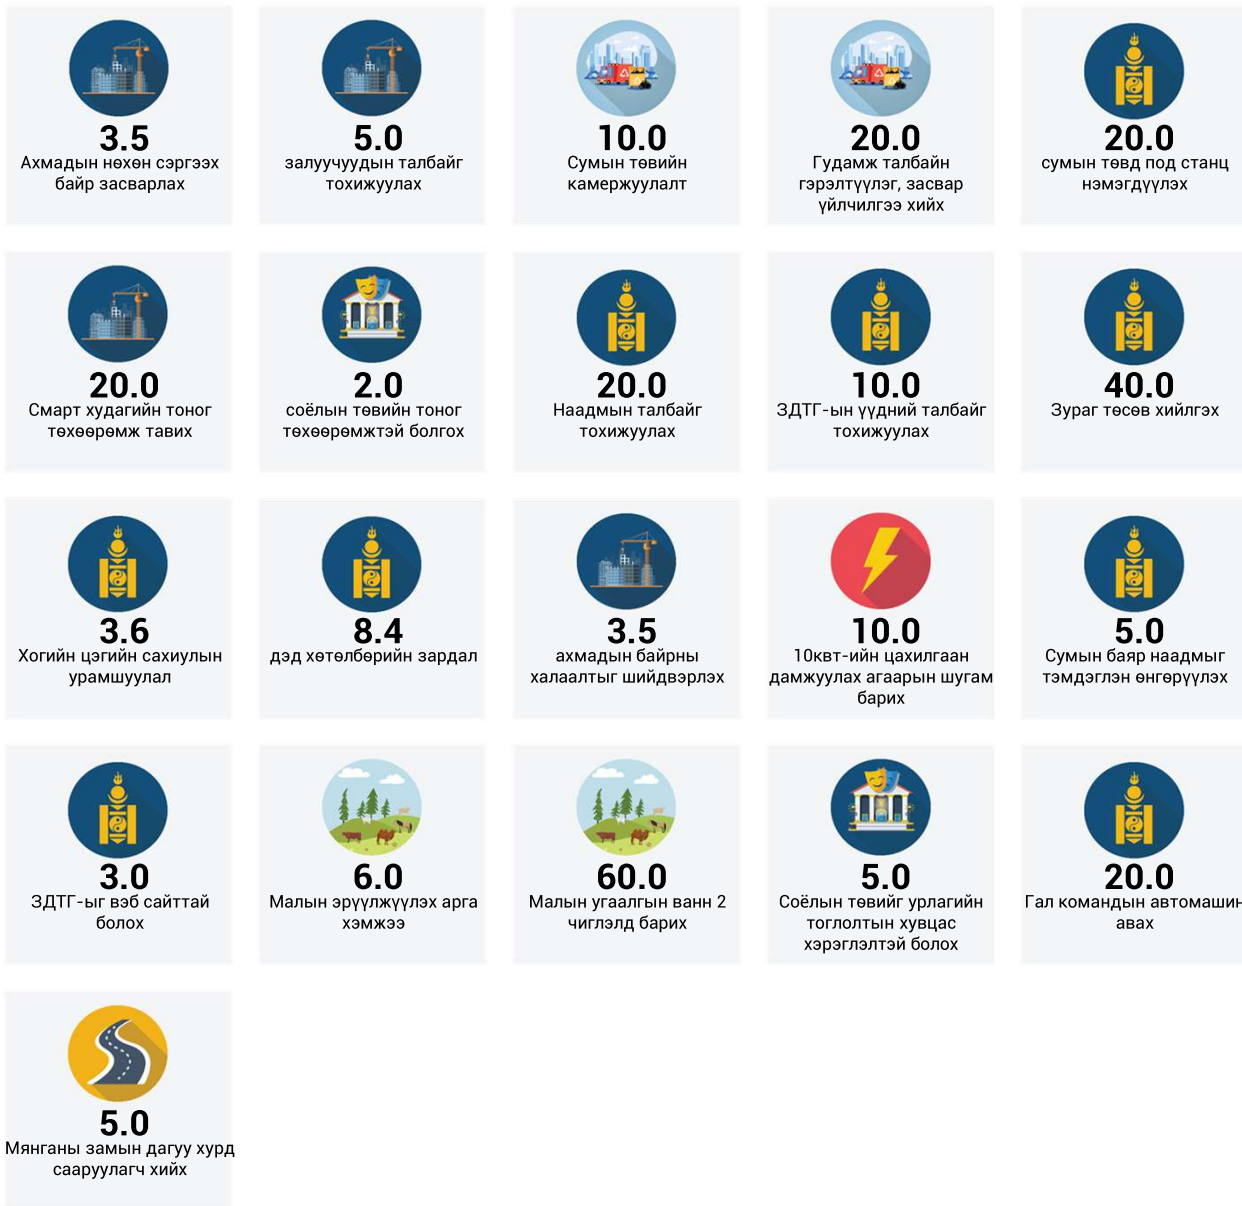 3.5
Ахмадын нөхөн сэргээх
байр засварлах
5.0
залуучуудын талбайг
тохижуулах
10.0
Сумын төвийн
камержуулалт
20.0
Гудамж талбайн
гэрэлтүүлэг, засвар
үйлчилгээ хийх
20.0
сумын төвд под станц
нэмэгдүүлэх
20.0
Смарт худагийн тоног
төхөөрөмж тавих
2.0
соёлын төвийн тоног
төхөөрөмжтэй болгох
20.0
Наадмын талбайг
тохижуулах
10.0
ЗДТГ-ын үүдний талбайг
тохижуулах
40.0
Зураг төсөв хийлгэх
3.6
Хогийн цэгийн сахиулын
урамшуулал
8.4
дэд хөтөлбөрийн зардал
3.5
ахмадын байрны
халаалтыг шийдвэрлэх
10.0
10квт-ийн цахилгаан
дамжуулах агаарын шугам
барих
5.0
Сумын баяр наадмыг
тэмдэглэн өнгөрүүлэх
3.0
ЗДТГ-ыг вэб сайттай
болох
6.0
Малын эрүүлжүүлэх арга
хэмжээ
60.0
Малын угаалгын ванн 2
чиглэлд барих
5.0
Соёлын төвийг урлагийн
тоглолтын хувцас
хэрэглэлтэй болох
20.0
Гал командын автомашин
авах
5.0
Мянганы замын дагуу хурд
сааруулагч хийх